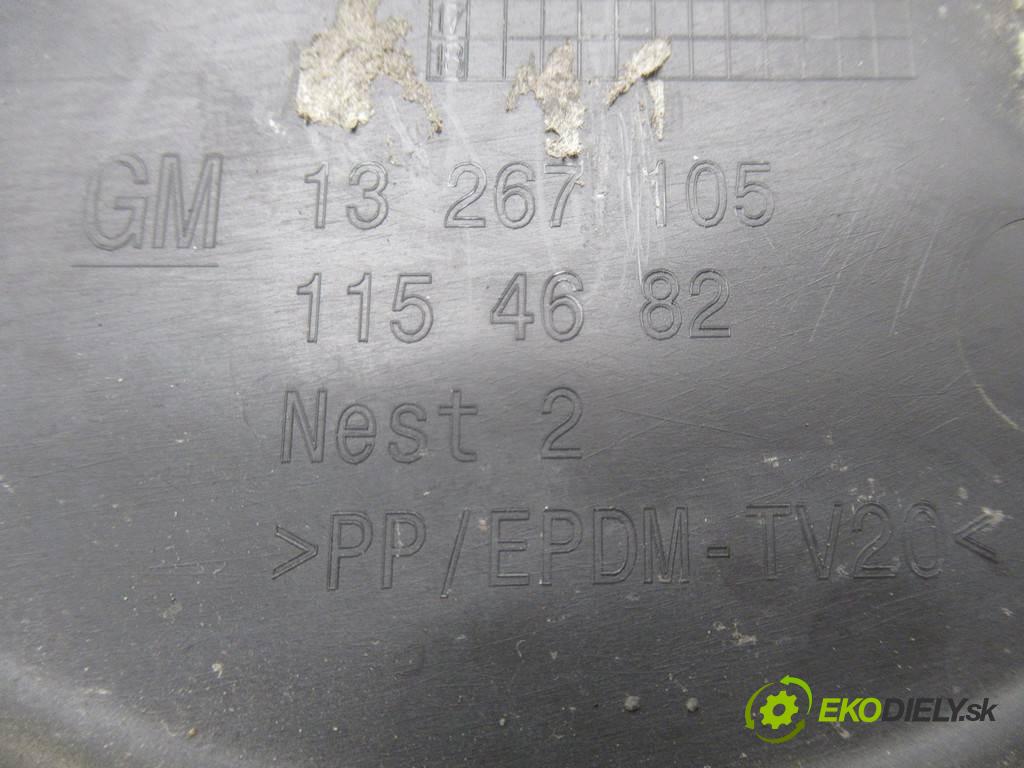 GM 13 267 105
115 46 82
Nest 2
>PP/EPDM-TV20<
EKODIELY.sk